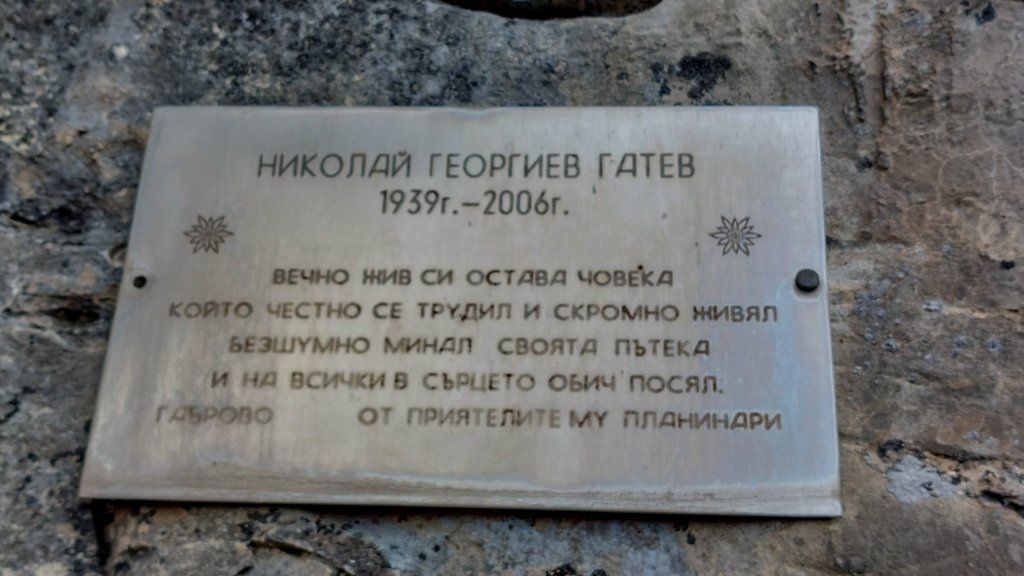 НИКОЛАЙ ГЕОРГИЕВ ГАТЕВ
1939г.–2006г.
ВЕЧНО ЖИВ СИ ОСТАВА ЧОВЕКА
КОЙТО ЧЕСТНО СЕ ТРУДИЛ И СКРОМНО ЖИВЯЛ
БЕЗШУМНО МИНАЛ СВОЯТА ПЪТЕКА
И НА ВСИЧКИ В СЪРЦЕТО ОБИЧ ПОСЯЛ.
ГАБРОВО ОТ ПРИЯТЕЛИТЕ МУ ПЛАНИНАРИ